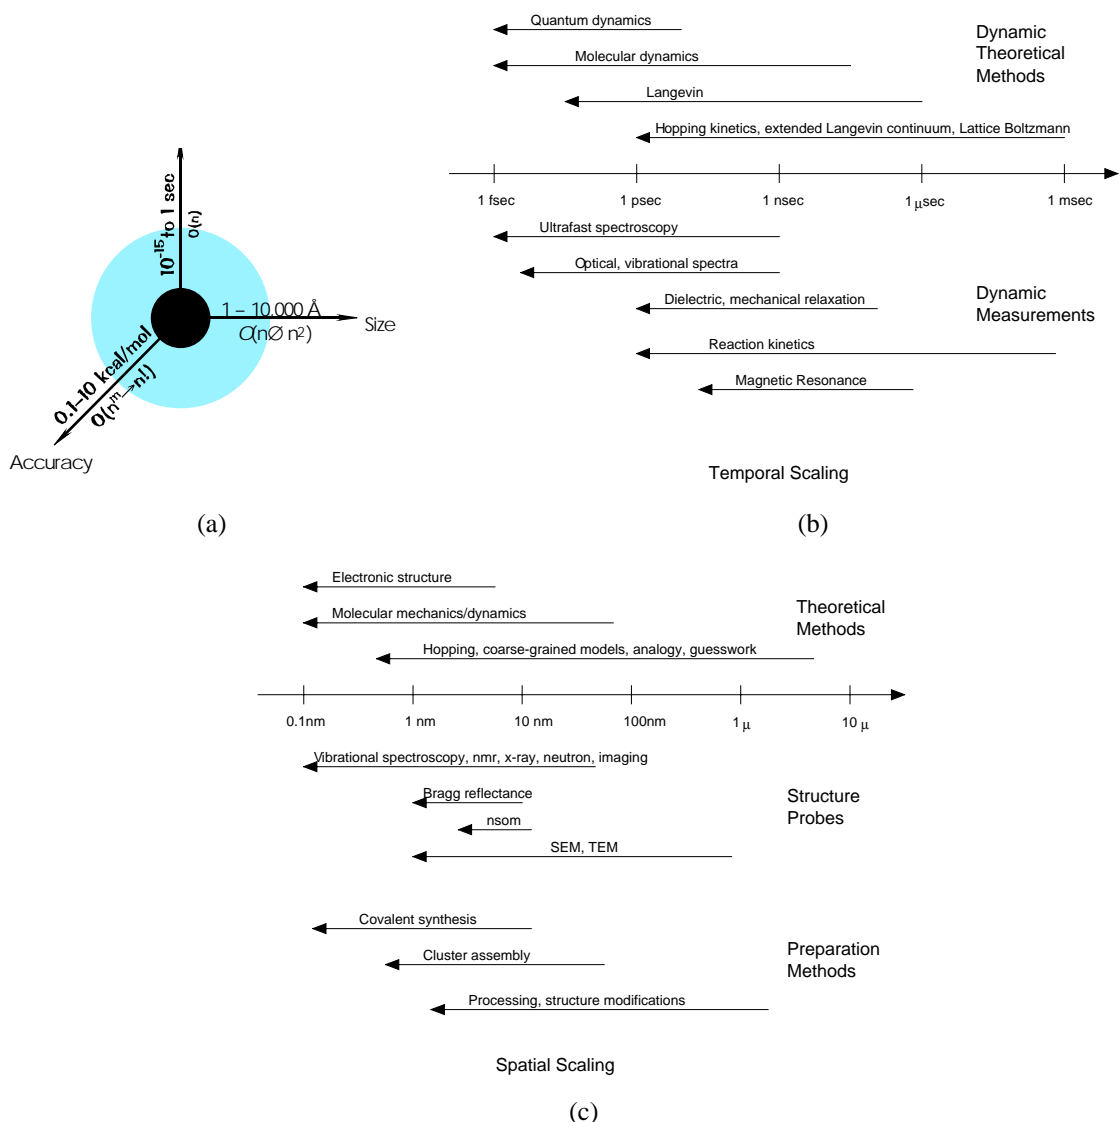 10-15 to 1 sec
O(n)
1 – 10,000 Å
O(nØ n2)
Size
0.1–10 kcal/mol
O(nm→n!)
Accuracy
(a)
Quantum dynamics
Molecular dynamics
Langevin
Hopping kinetics, extended Langevin continuum, Lattice Boltzmann
Dynamic
Theoretical
Methods
1 fsec
1 psec
1 nsec
1 μsec
1 msec
Ultrafast spectroscopy
Optical, vibrational spectra
Dielectric, mechanical relaxation
Reaction kinetics
Magnetic Resonance
Dynamic
Measurements
Temporal Scaling
(b)
Electronic structure
Molecular mechanics/dynamics
Hopping, coarse-grained models, analogy, guesswork
Theoretical
Methods
0.1nm
1 nm
10 nm
100nm
1 μ
10 μ
Vibrational spectroscopy, nmr, x-ray, neutron, imaging
Bragg reflectance
nsom
SEM, TEM
Structure
Probes
Covalent synthesis
Cluster assembly
Processing, structure modifications
Preparation
Methods
Spatial Scaling
(c)